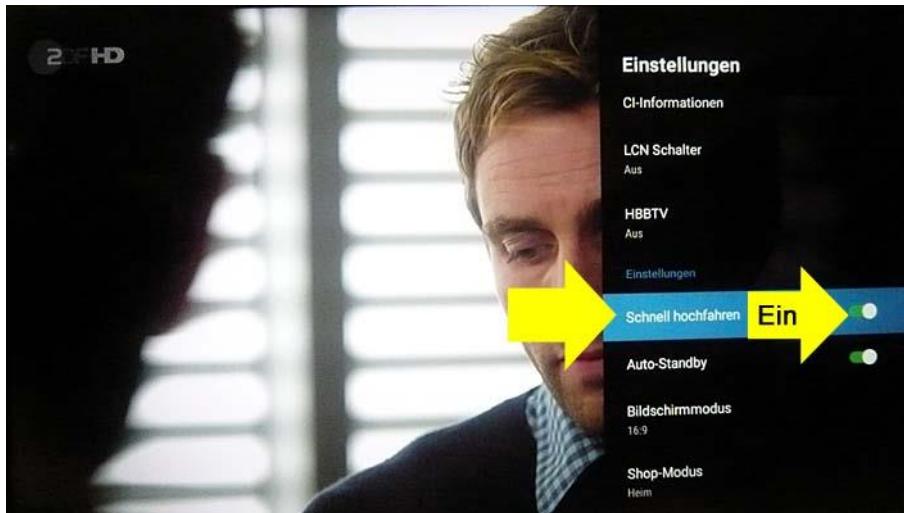 ZDF HD
Einstellungen
CI-Informationen
LCN Schalter
Aus
HBBTV
Aus
Einstellungen
Schnell hochfahren
Ein
Auto-Standby
Bildschirmmodus
16:9
Shop-Modus
Heim